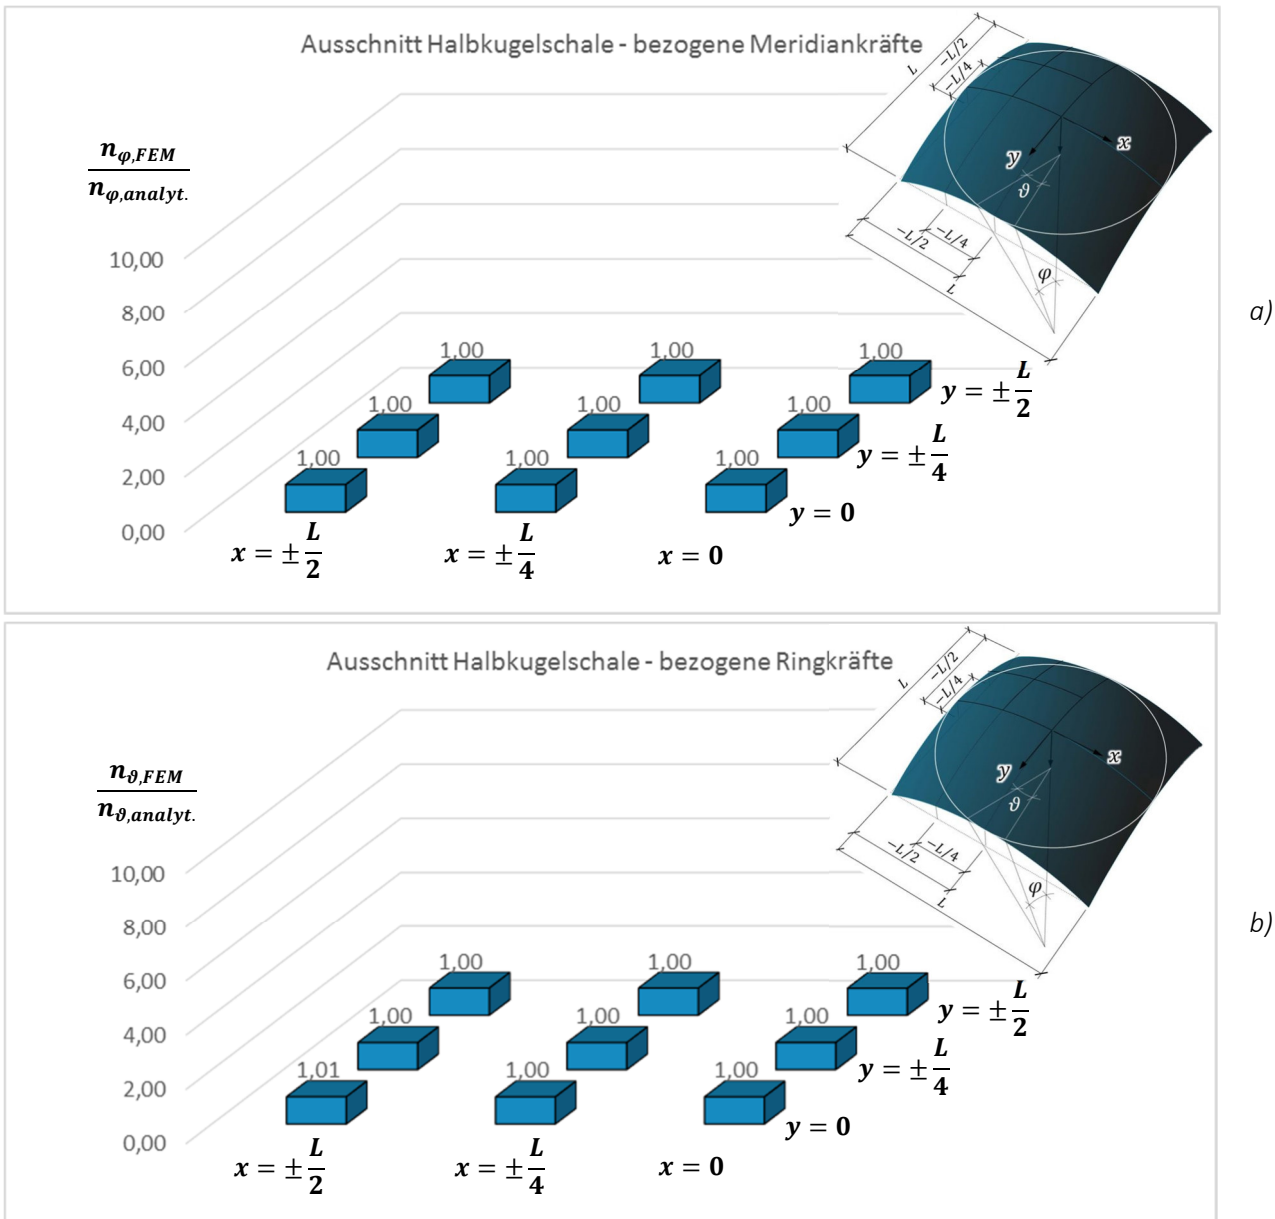 Ausschnitt Halbkugelschale - bezogene Meridiankräfte
n_φ,FEM
n_φ,analyt.
10,00
8,00
6,00
4,00
2,00
0,00
1,00 1,00 1,00
1,00 1,00 1,00
1,00 1,00 1,00
x = ± L/2
x = ± L/4
x = 0
y = 0
y = ± L/4
y = ± L/2
L
−L/2
−L/4
x
y
ϑ
−L/2
−L/4
L
φ
a)
Ausschnitt Halbkugelschale - bezogene Ringkräfte
n_ϑ,FEM
n_ϑ,analyt.
10,00
8,00
6,00
4,00
2,00
0,00
1,00 1,00 1,00
1,00 1,00 1,00
1,01 1,00 1,00
x = ± L/2
x = ± L/4
x = 0
y = 0
y = ± L/4
y = ± L/2
L
−L/2
−L/4
x
y
ϑ
−L/2
−L/4
L
φ
b)